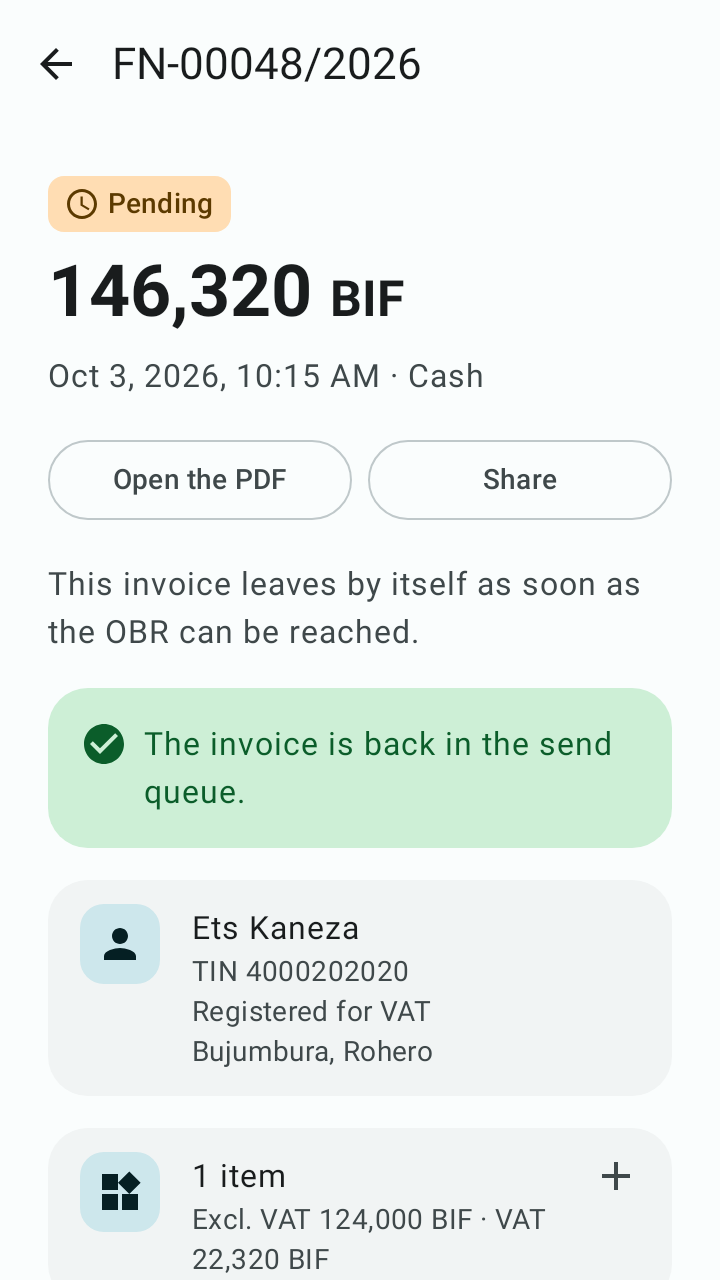 FN-00048/2026
Pending
146,320 BIF
Oct 3, 2026, 10:15 AM · Cash
Open the PDF
Share
This invoice leaves by itself as soon as
the OBR can be reached.
The invoice is back in the send
queue.
Ets Kaneza
TIN 4000202020
Registered for VAT
Bujumbura, Rohero
1 item
Excl. VAT 124,000 BIF · VAT
22,320 BIF